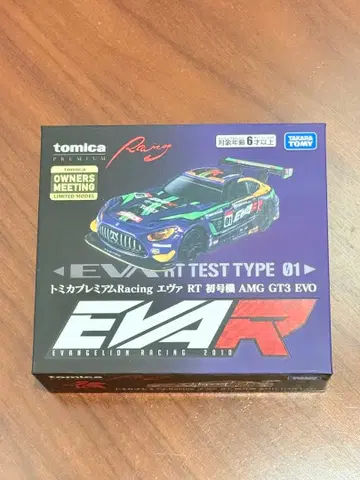 tomica
PREMIUM
Racing
対象年齢6才以上
TAKARA
TOMY
tomica
OWNERS
MEETING
LIMITED MODEL
01
EVA RT TEST TYPE 01
トミカプレミアムRacing エヴァ RT 初号機 AMG GT3 EVO
EVAR
EVANGELION RACING 2010
tomica